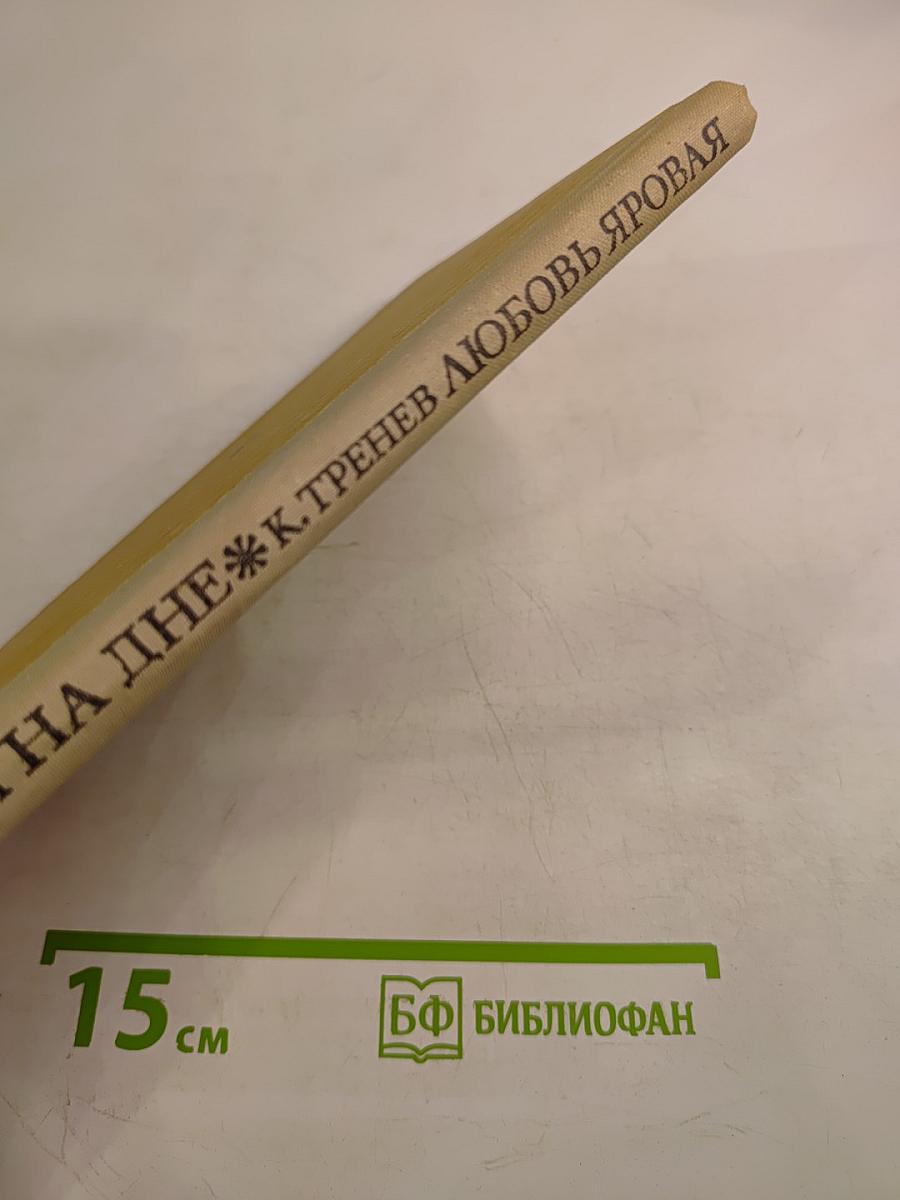 НА ДНЕ * К. ТРЕНЕВ ЛЮБОВЬ ЯРОВАЯ
15 см
БФ БИБЛИОФАН